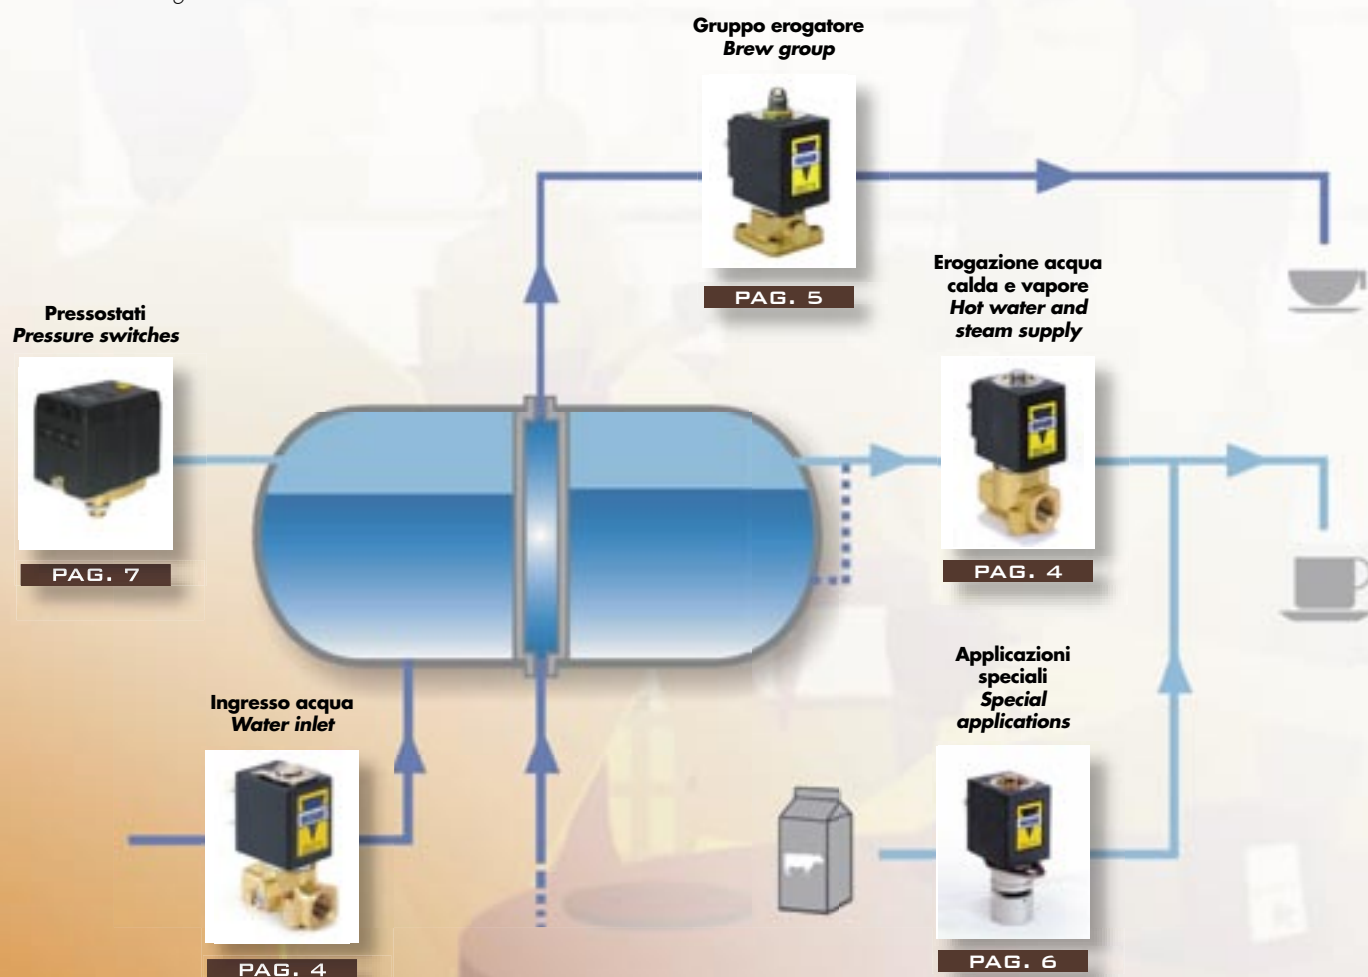 Gruppo erogatore
Brew group
PAG. 5
Erogazione acqua
calda e vapore
Hot water and
steam supply
PAG. 4
Pressostati
Pressure switches
PAG. 7
Ingresso acqua
Water inlet
PAG. 4
Applicazioni
speciali
Special
applications
PAG. 6